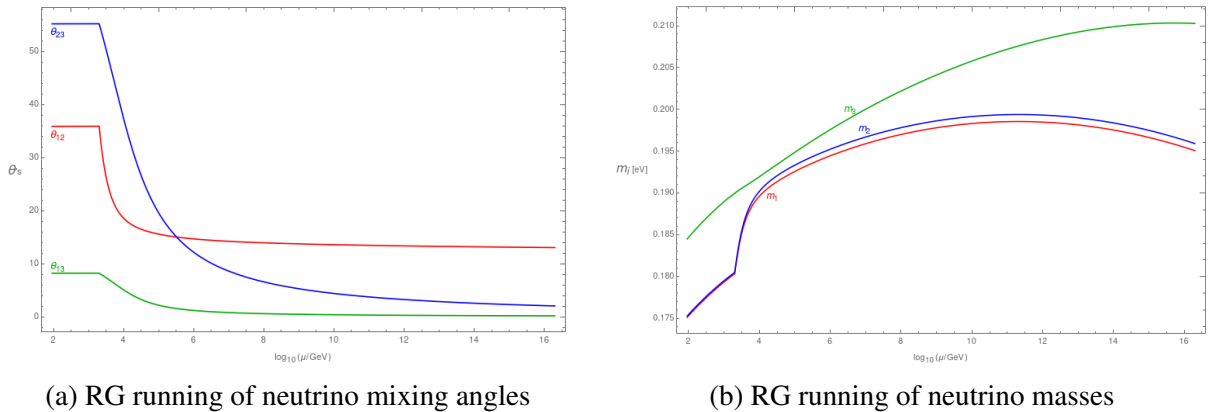 θ₂₃
θ₁₂
θ₁₃
θ's
0
10
20
30
40
50
2
4
6
8
10
12
14
16
log₁₀(μ/GeV)
(a) RG running of neutrino mixing angles
m₃
m₂
m₁
mᵢ [eV]
0.210
0.205
0.200
0.195
0.190
0.185
0.180
0.175
2
4
6
8
10
12
14
16
log₁₀(μ/GeV)
(b) RG running of neutrino masses